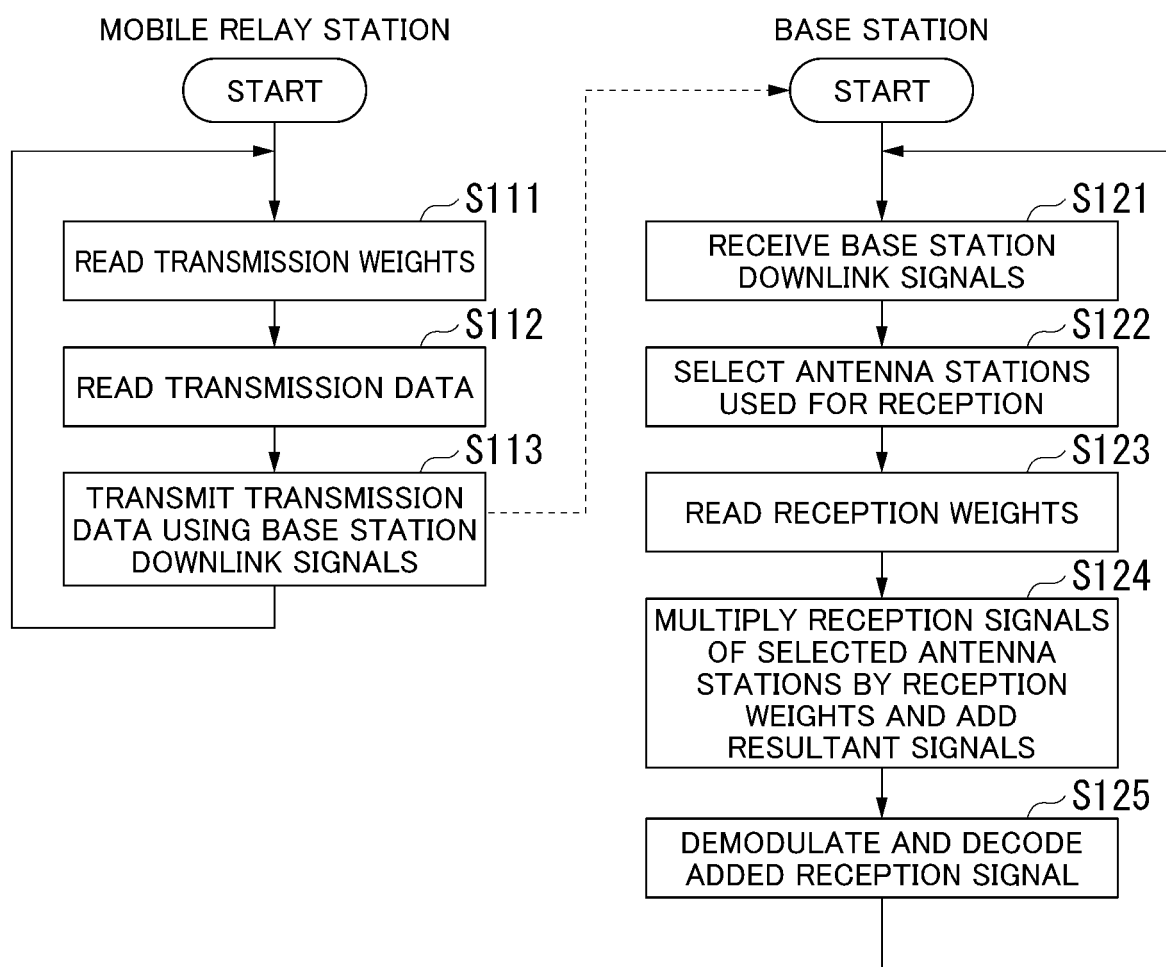 MOBILE RELAY STATION
START
S111
READ TRANSMISSION WEIGHTS
S112
READ TRANSMISSION DATA
S113
TRANSMIT TRANSMISSION
DATA USING BASE STATION
DOWNLINK SIGNALS
BASE STATION
START
S121
RECEIVE BASE STATION
DOWNLINK SIGNALS
S122
SELECT ANTENNA STATIONS
USED FOR RECEPTION
S123
READ RECEPTION WEIGHTS
S124
MULTIPLY RECEPTION SIGNALS
OF SELECTED ANTENNA
STATIONS BY RECEPTION
WEIGHTS AND ADD
RESULTANT SIGNALS
S125
DEMODULATE AND DECODE
ADDED RECEPTION SIGNAL